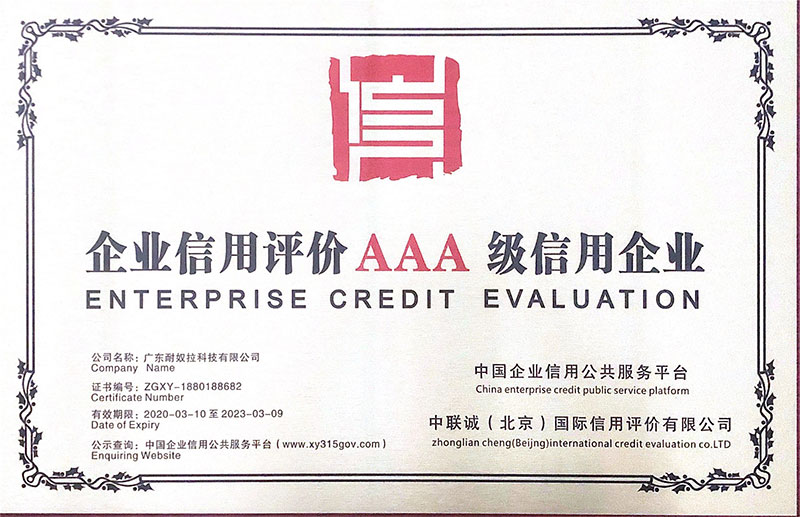 信
企业信用评价AAA 级信用企业
ENTERPRISE CREDIT EVALUATION
公司名称：广东耐奴拉科技有限公司
Company Name
证书编号：ZGXY-1880188682
Certificate Number
有效期限：2020-03-10 至 2023-03-09
Date of Expiry
公示查询：中国企业信用公共服务平台（www.xy315gov.com）
Enquiring Website
中国企业信用公共服务平台
China enterprise credit public service platform
中联诚（北京）国际信用评价有限公司
zhonglian cheng(Beijng)international credit evaluation co.LTD